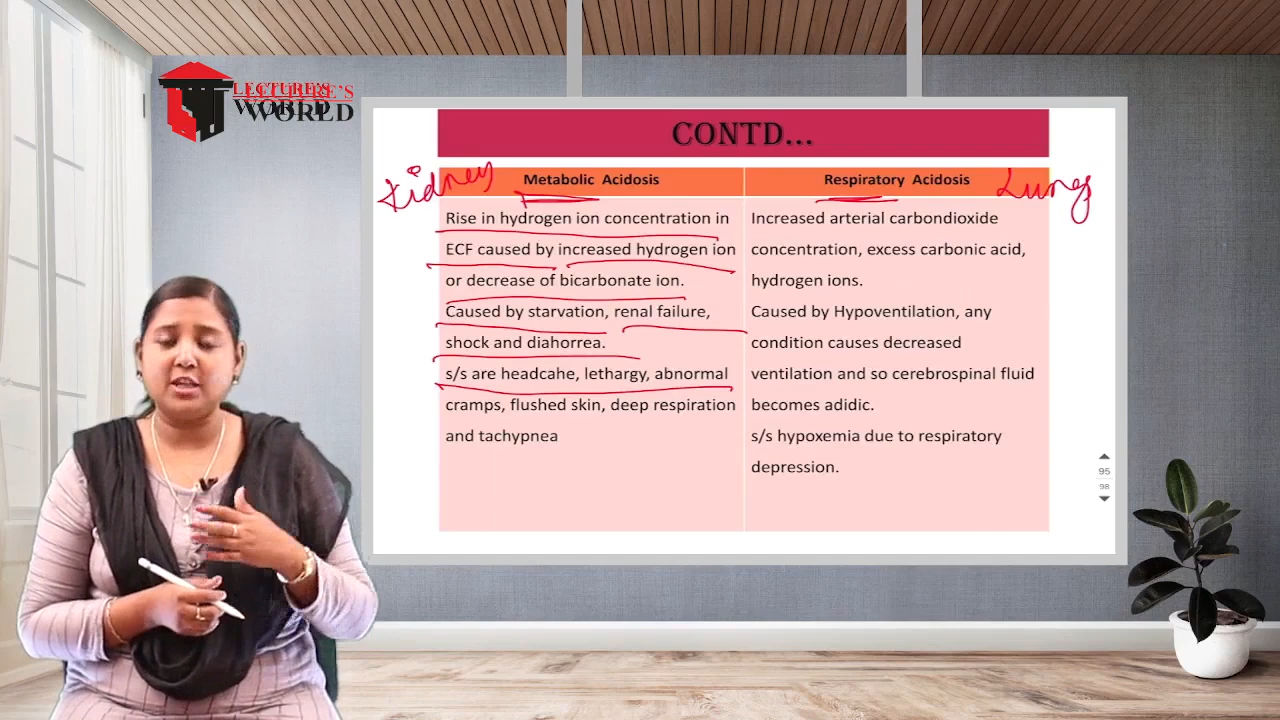 LECTURE'S
WORLD
CONTD...
Kidney
Metabolic Acidosis
Respiratory Acidosis
Lungs
Rise in hydrogen ion concentration in
ECF caused by increased hydrogen ion
or decrease of bicarbonate ion.
Caused by starvation, renal failure,
shock and diahorrea.
s/s are headcahe, lethargy, abnormal
cramps, flushed skin, deep respiration
and tachypnea
Increased arterial carbondioxide
concentration, excess carbonic acid,
hydrogen ions.
Caused by Hypoventilation, any
condition causes decreased
ventilation and so cerebrospinal fluid
becomes adidic.
s/s hypoxemia due to respiratory
depression.
95
98